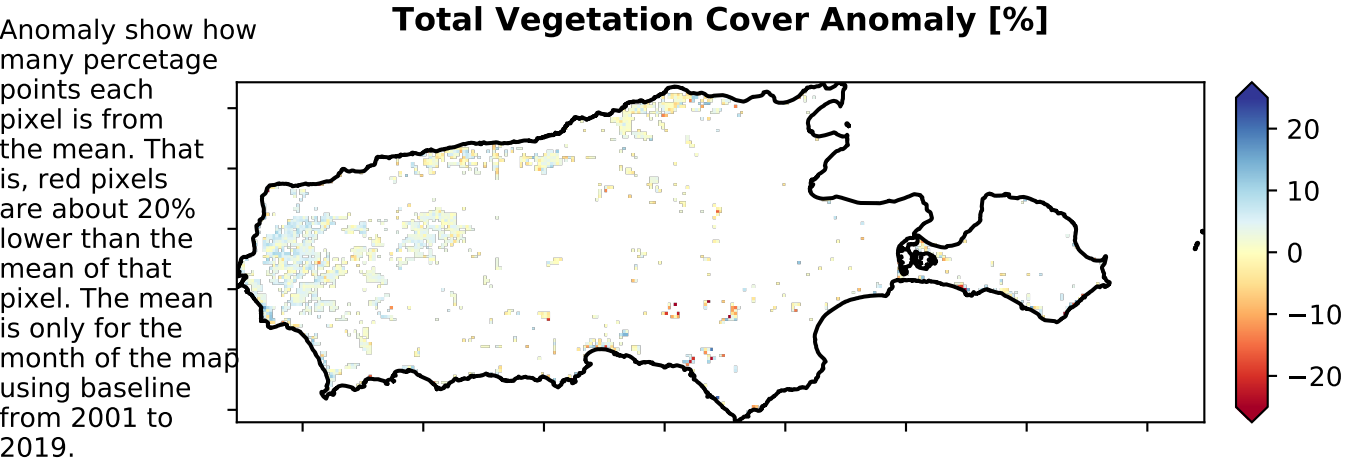 Total Vegetation Cover Anomaly [%]
Anomaly show how
many percetage
points each
pixel is from
the mean. That
is, red pixels
are about 20%
lower than the
mean of that
pixel. The mean
is only for the
month of the map
using baseline
from 2001 to
2019.
20
10
0
−10
−20